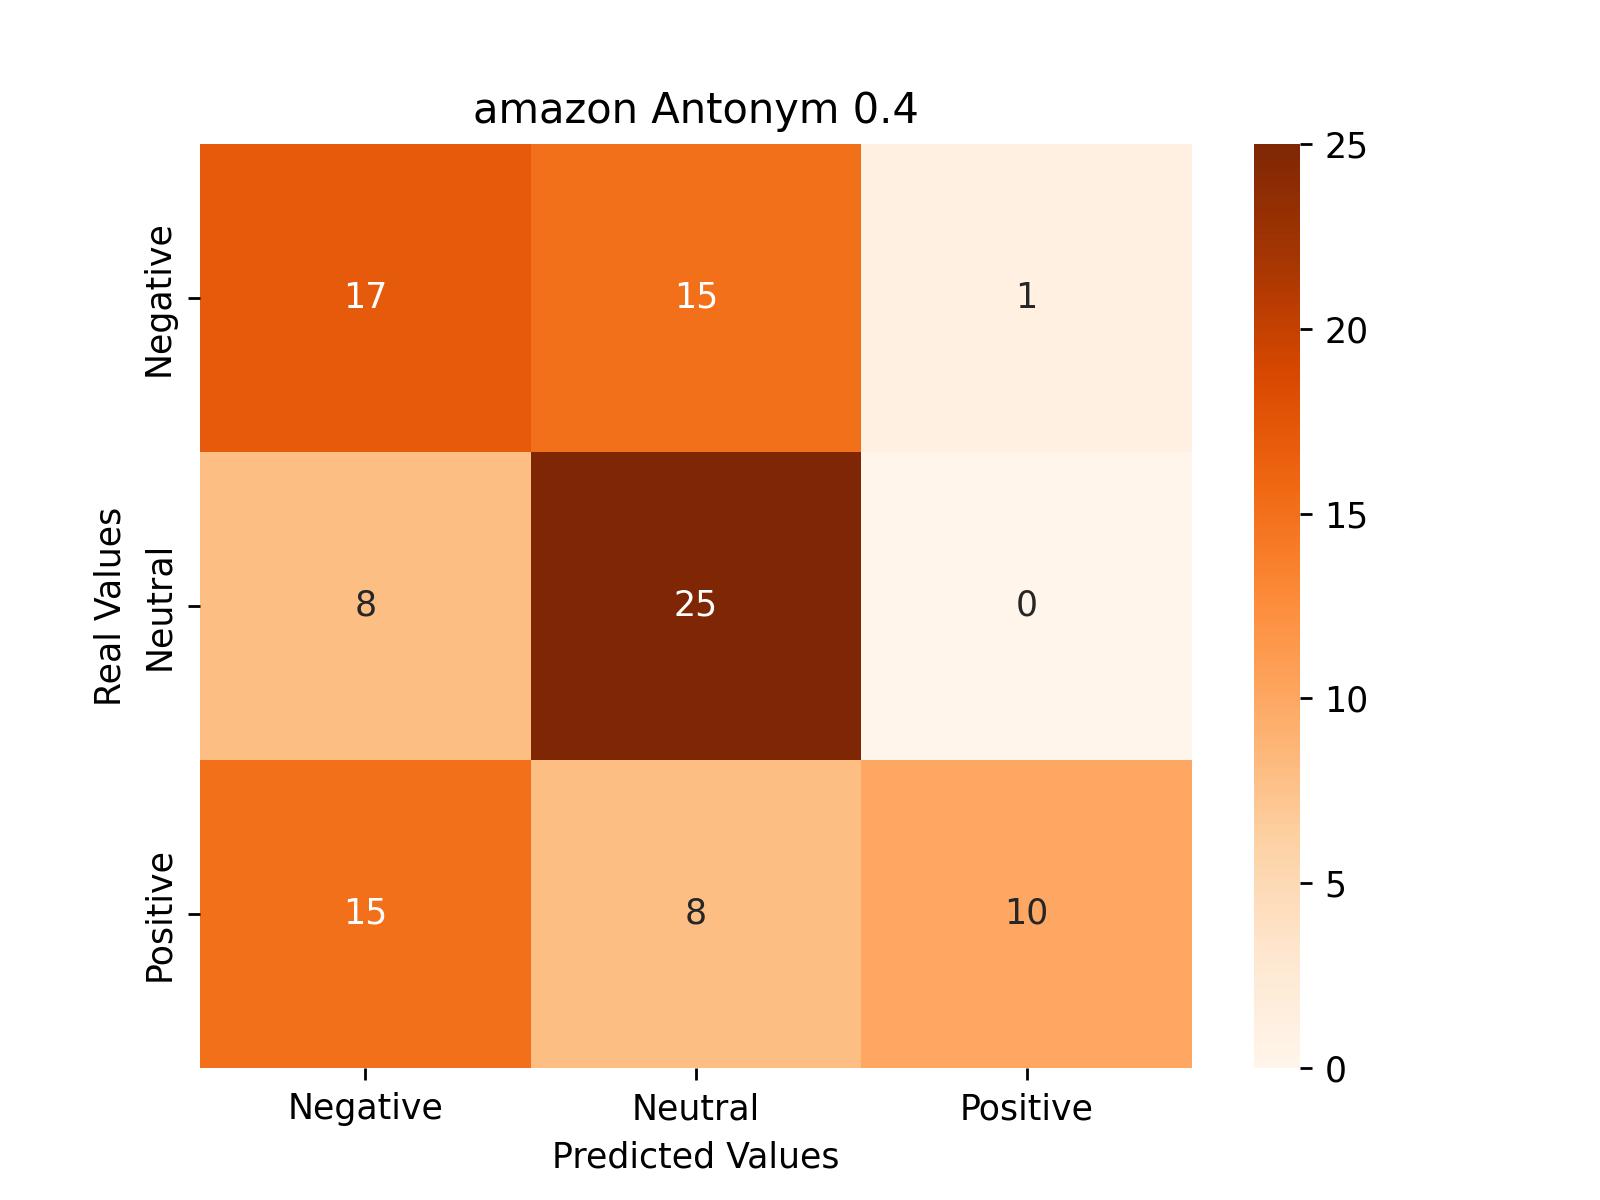 amazon Antonym 0.4
Real Values
Negative
17 15 1
Neutral
8 25 0
Positive
15 8 10
Negative Neutral Positive
Predicted Values
25
20
15
10
5
0